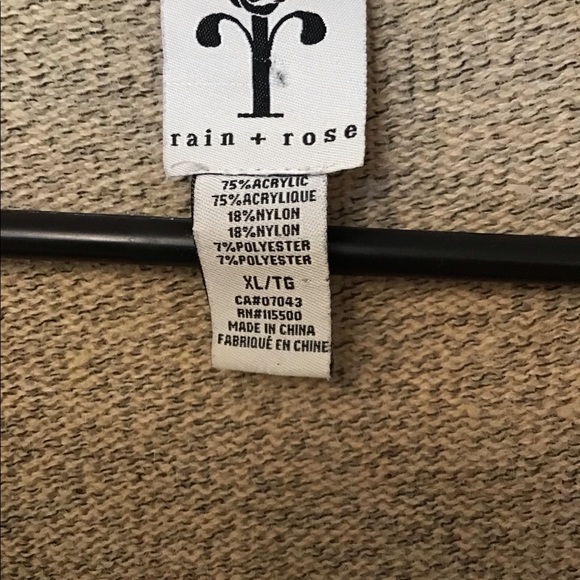 rain + rose
75%ACRYLIC
75%ACRYLIQUE
18%NYLON
18%NYLON
7%POLYESTER
7%POLYESTER
XL/TG
CA#07043
RN#115500
MADE IN CHINA
FABRIQUÉ EN CHINE